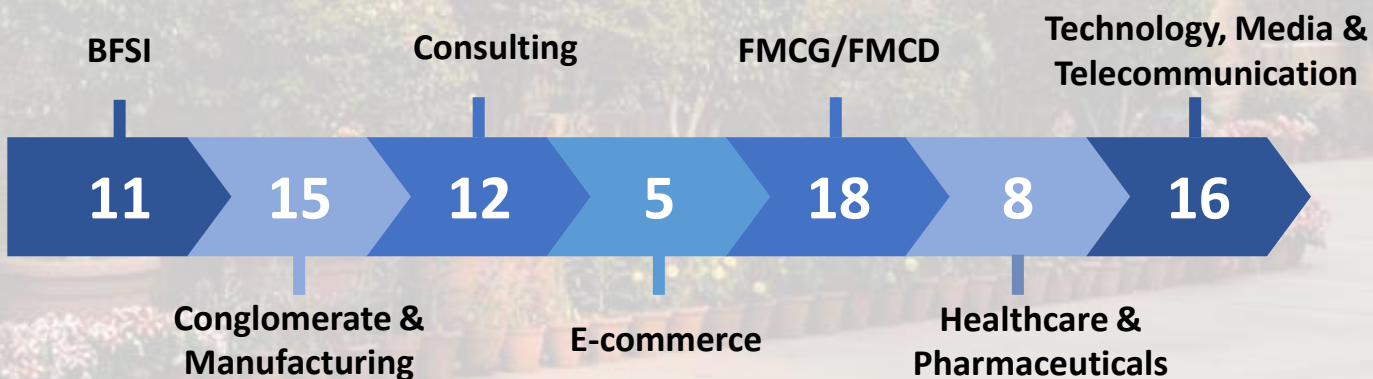 BFSI
Consulting
FMCG/FMCD
Technology, Media &
Telecommunication
11
15
12
5
18
8
16
Conglomerate &
Manufacturing
E-commerce
Healthcare &
Pharmaceuticals